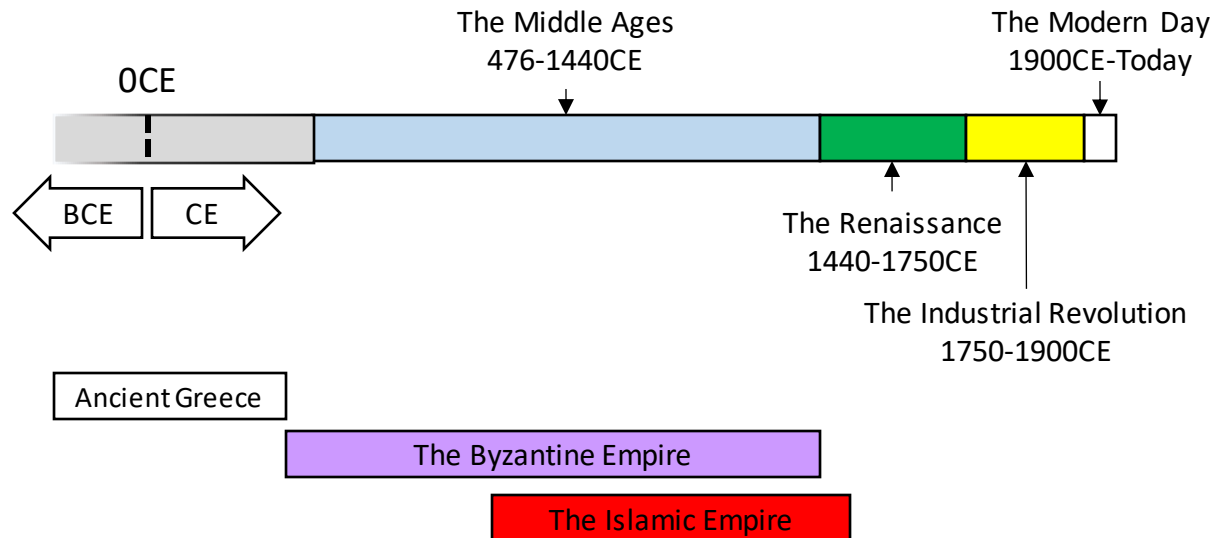 The Middle Ages
476-1440CE
The Modern Day
1900CE-Today
0CE
BCE
CE
The Renaissance
1440-1750CE
The Industrial Revolution
1750-1900CE
Ancient Greece
The Byzantine Empire
The Islamic Empire